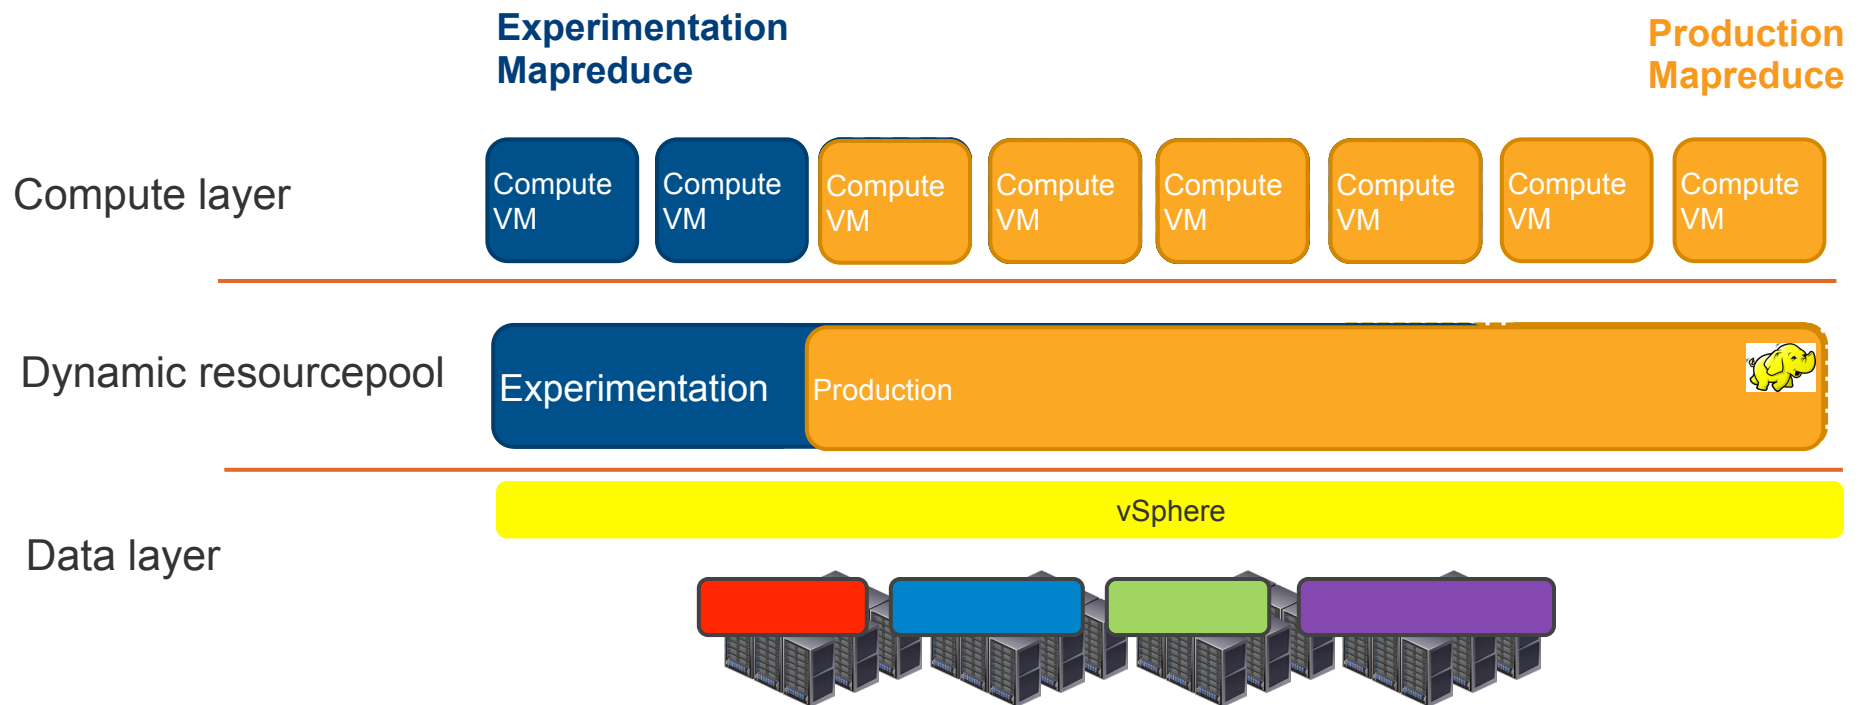 Experimentation
Mapreduce
Production
Mapreduce
Compute layer
Compute
VM
Compute
VM
Compute
VM
Compute
VM
Compute
VM
Compute
VM
Compute
VM
Compute
VM
Dynamic resourcepool
Experimentation
Production
vSphere
Data layer